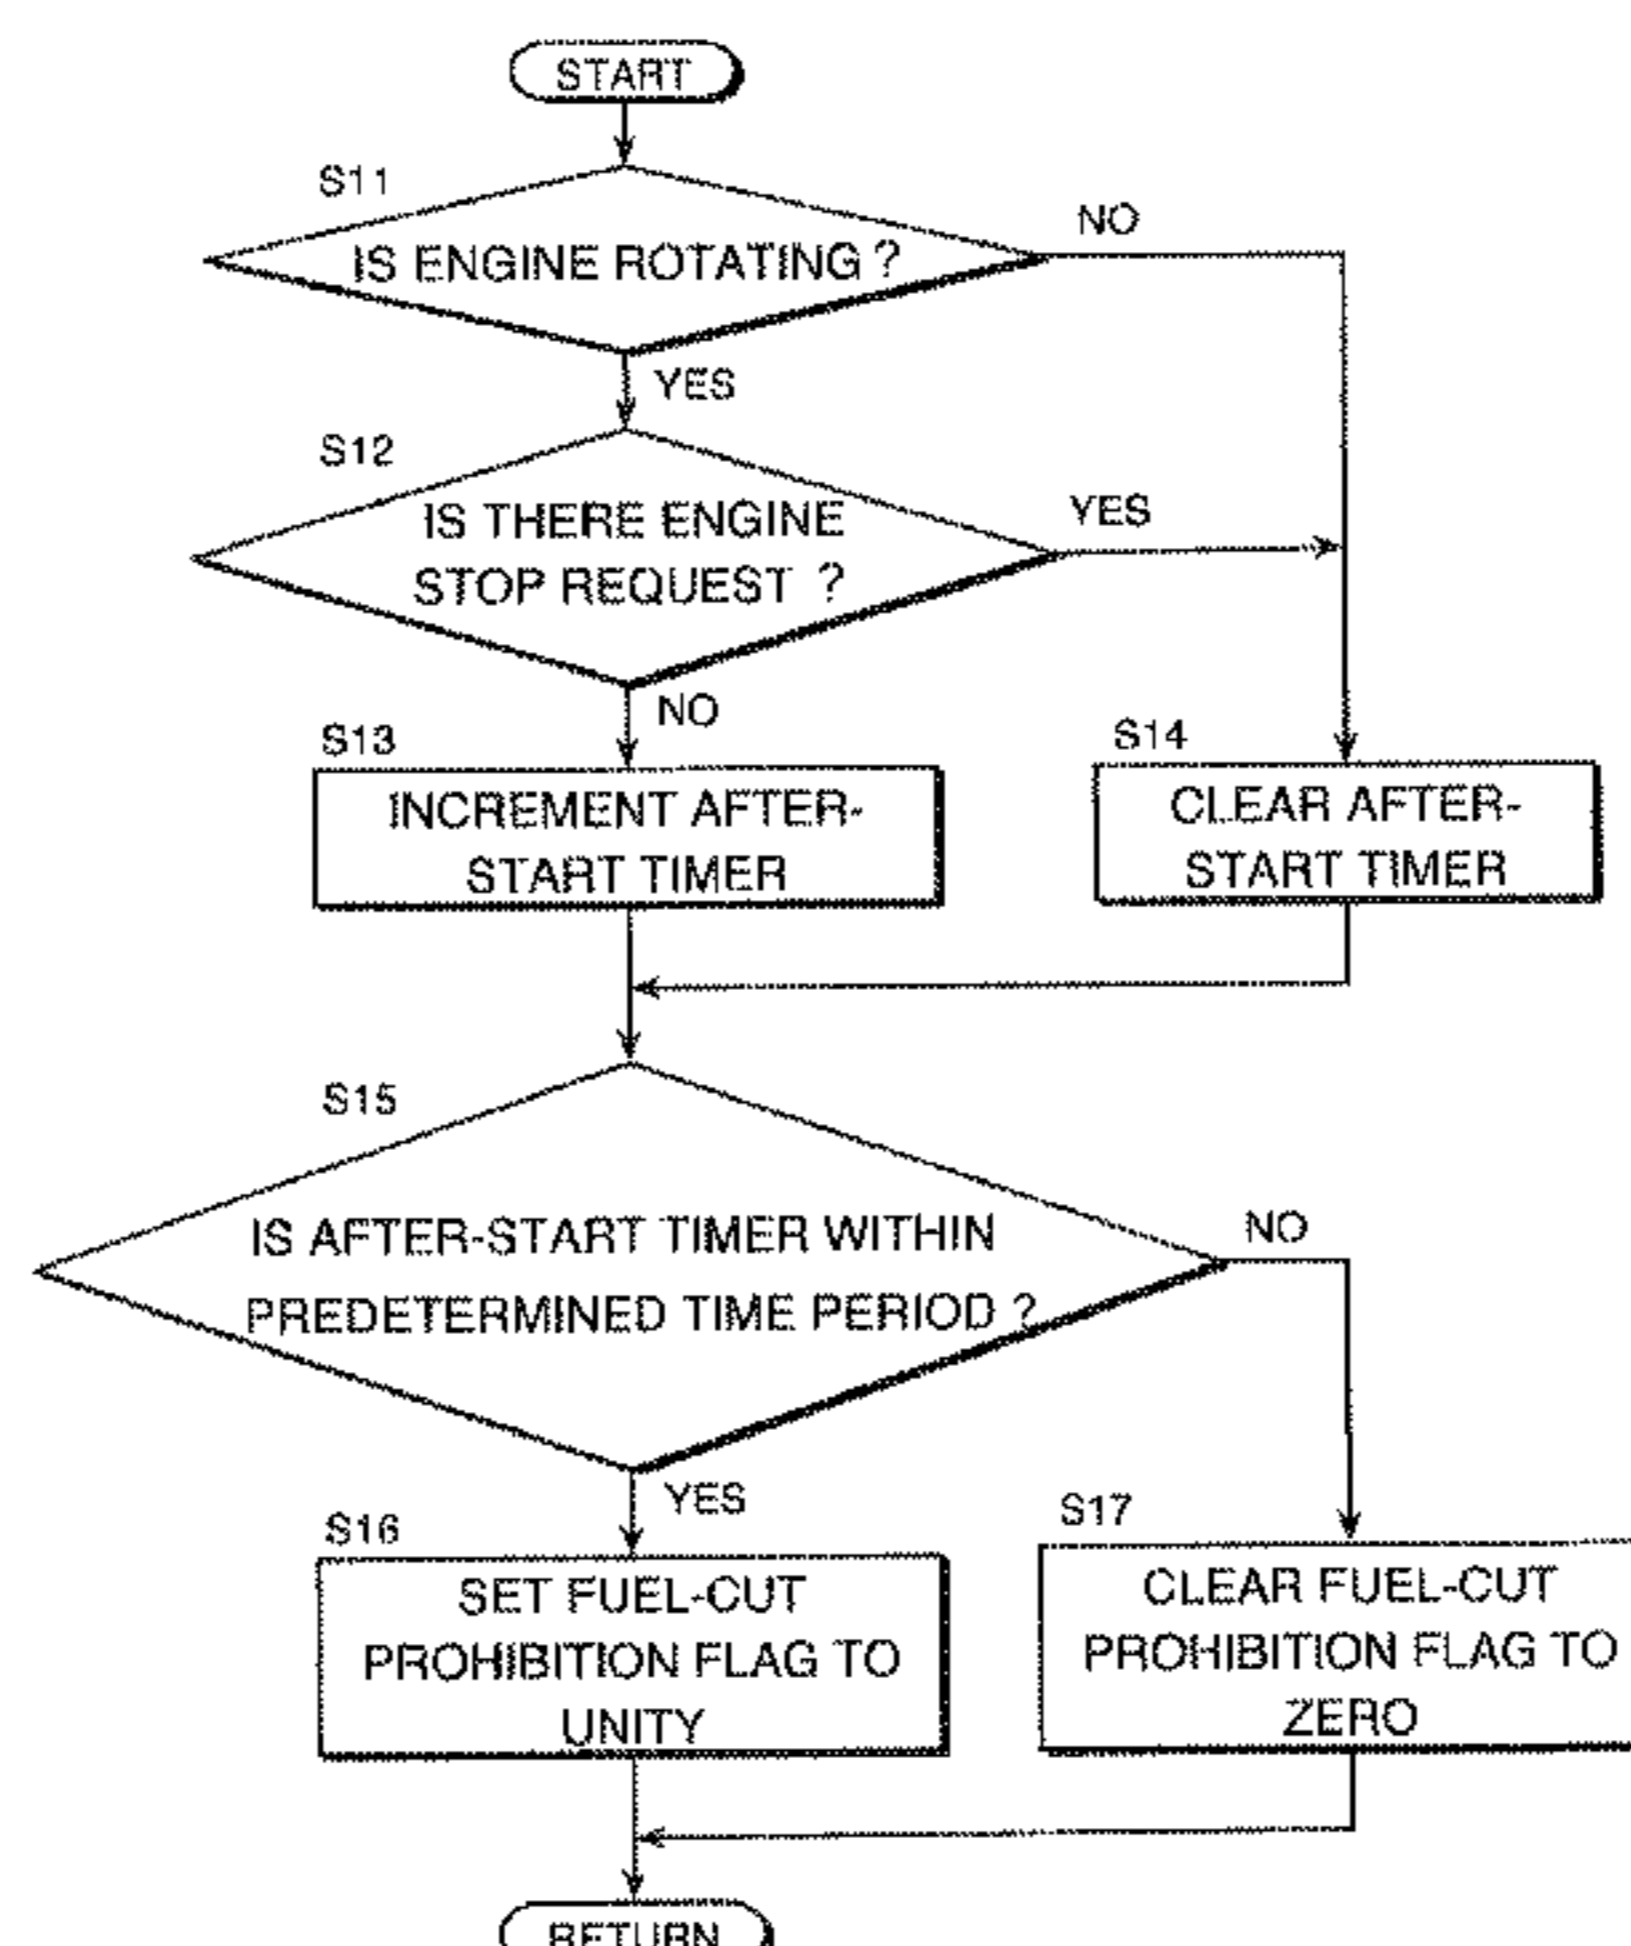 START
S11
IS ENGINE ROTATING ?
NO
YES
S12
IS THERE ENGINE
STOP REQUEST ?
YES
NO
S13
INCREMENT AFTER-
START TIMER
S14
CLEAR AFTER-
START TIMER
S15
IS AFTER-START TIMER WITHIN
PREDETERMINED TIME PERIOD ?
NO
YES
S16
SET FUEL-CUT
PROHIBITION FLAG TO
UNITY
S17
CLEAR FUEL-CUT
PROHIBITION FLAG TO
ZERO
RETURN